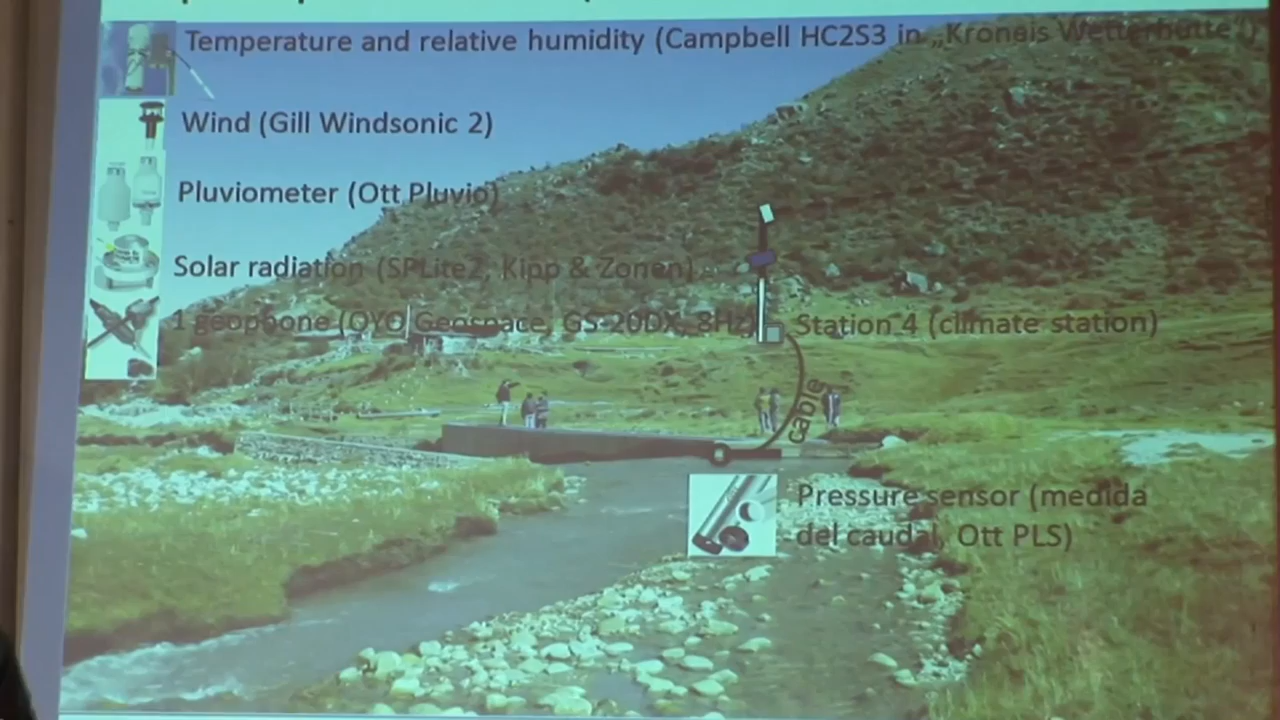 Temperature and relative humidity (Campbell HC2S3 in „Kroneis Wetterhütte")
Wind (Gill Windsonic 2)
Pluviometer (Ott Pluvio)
Solar radiation (SPLite2, Kipp & Zonen)
1 geophone (OYO Geospace, GS-20DX, 8Hz)
Station 4 (climate station)
cable
Pressure sensor (medida
del caudal, Ott PLS)